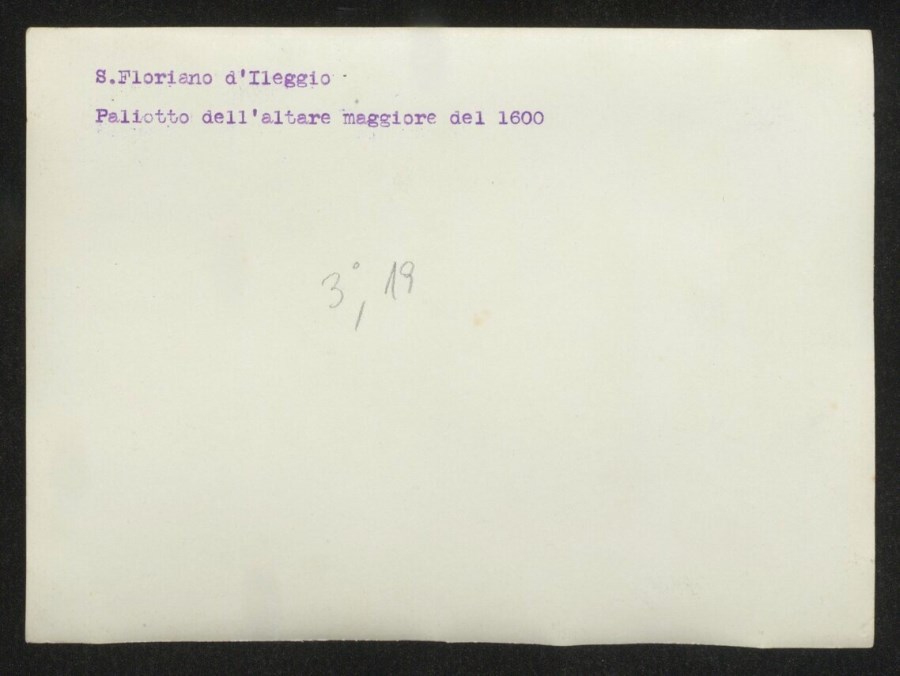 S.Floriano d'Ileggio
Paliotto dell'altare maggiore del 1600
3°, 19